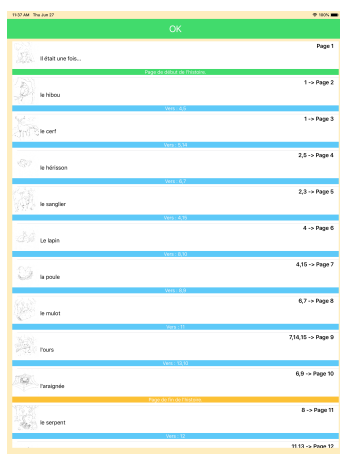 11:37 AM Thu Jun 27 100%
OK
Page 1
Il était une fois...
Page de début de l'histoire.
1 -> Page 2
le hibou
Vers : 4,5
1 -> Page 3
le cerf
Vers : 5,14
2,5 -> Page 4
le hérisson
Vers : 6,7
2,3 -> Page 5
le sanglier
Vers : 4,15
4 -> Page 6
Le lapin
Vers : 8,10
4,15 -> Page 7
la poule
Vers : 8,9
6,7 -> Page 8
le mulot
Vers : 11
7,14,15 -> Page 9
l'ours
Vers : 13,10
6,9 -> Page 10
l'araignée
Page de fin de l'histoire.
8 -> Page 11
le serpent
Vers : 12
11,13 -> Page 12